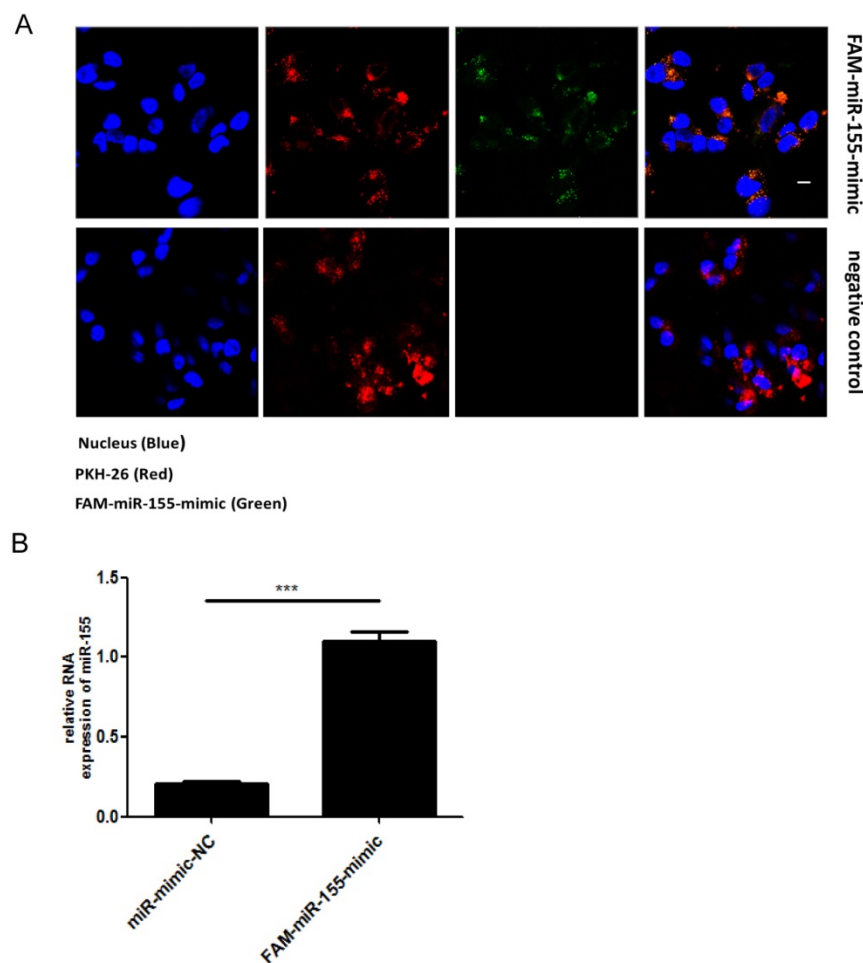 A
FAM-miR-155-mimic
negative control
Nucleus (Blue)
PKH-26 (Red)
FAM-miR-155-mimic (Green)
B
***
1.5
1.0
0.5
0.0
relative RNA
expression of miR-155
miR-mimic-NC
FAM-miR-155-mimic